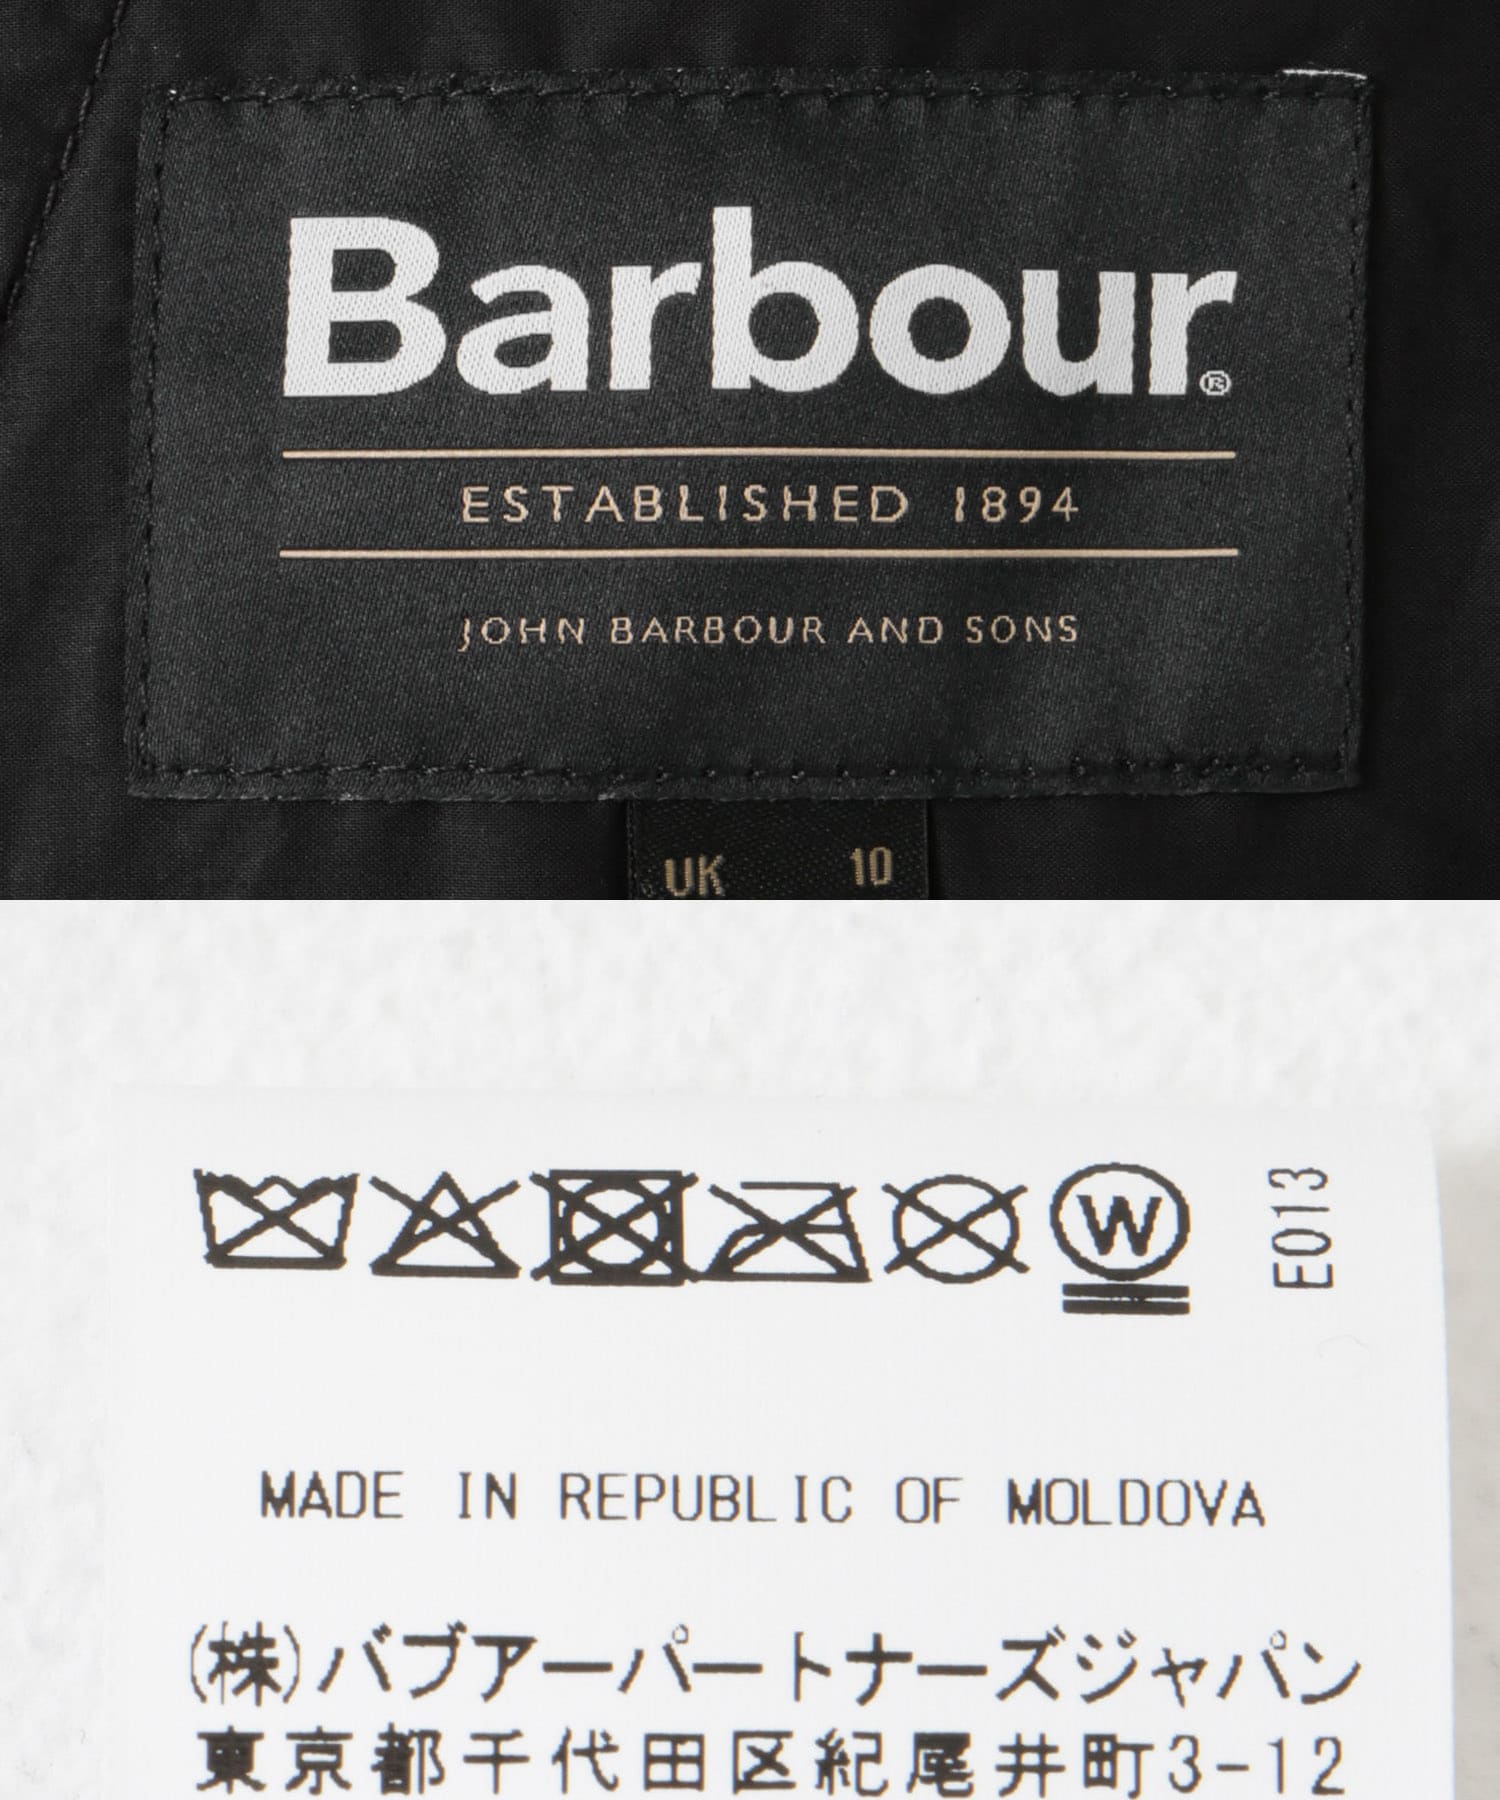 Barbour®
ESTABLISHED 1894
JOHN BARBOUR AND SONS
UK 10
W
E013
MADE IN REPUBLIC OF MOLDOVA
(株)バブアーパートナーズジャパン
東京都千代田区紀尾井町3-12